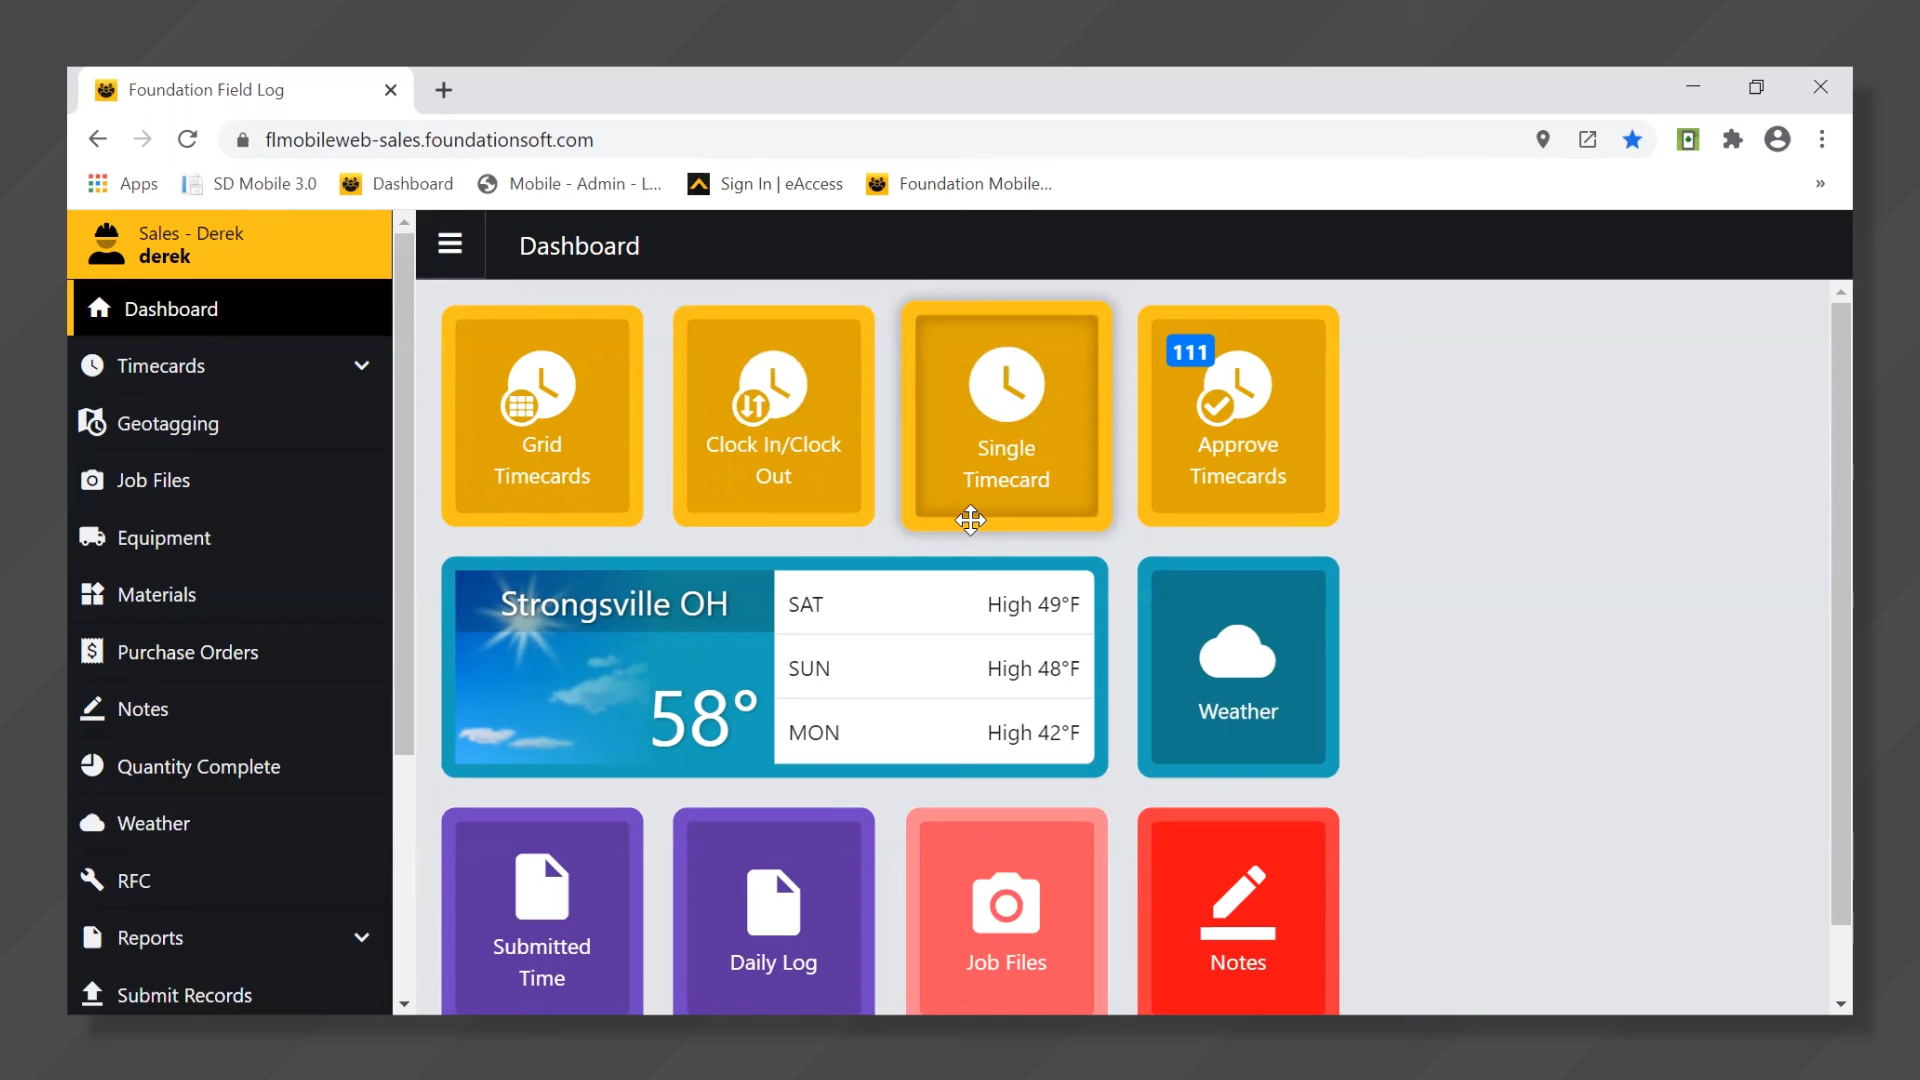 Foundation Field Log
flmobileweb-sales.foundationsoft.com
Apps
SD Mobile 3.0
Dashboard
Mobile - Admin - L...
Sign In | eAccess
Foundation Mobile...
»
Sales - Derek
derek
Dashboard
Dashboard
Timecards
Geotagging
Job Files
Equipment
Materials
Purchase Orders
Notes
Quantity Complete
Weather
RFC
Reports
Submit Records
Grid
Timecards
Clock In/Clock
Out
Single
Timecard
111
Approve
Timecards
Strongsville OH
58°
SAT High 49°F
SUN High 48°F
MON High 42°F
Weather
Submitted
Time
Daily Log
Job Files
Notes